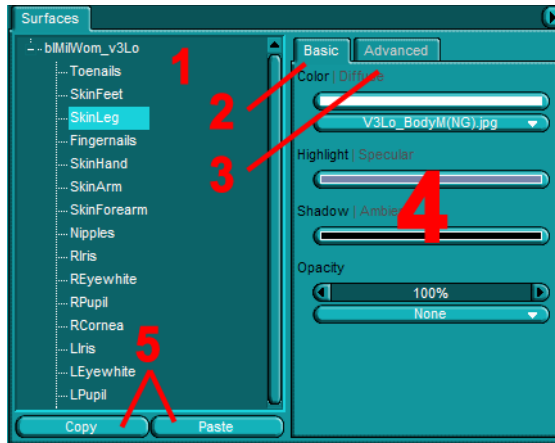 Surfaces
blMilWom_v3Lo
Toenails
SkinFeet
SkinLeg
Fingernails
SkinHand
SkinArm
SkinForearm
Nipples
RIris
REyewhite
RPupil
RCornea
LIris
LEyewhite
LPupil
Copy
Paste
Basic
Advanced
Color | Diffuse
V3Lo_BodyM(NG).jpg
Highlight | Specular
Shadow | Ambient
Opacity
100%
None
1
2
3
4
5